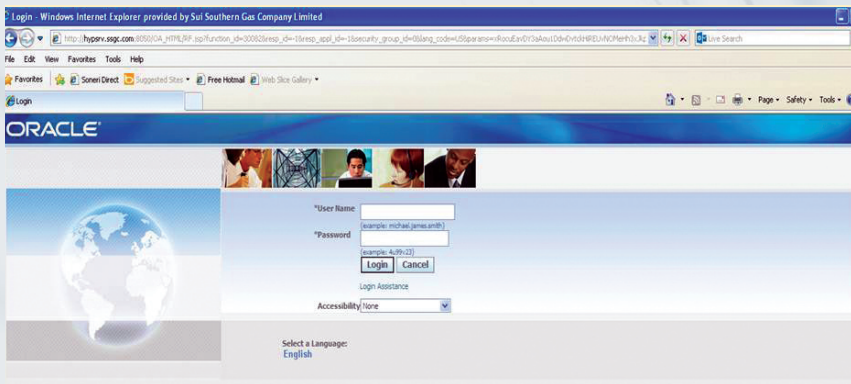 Login - Windows Internet Explorer provided by Sui Southern Gas Company Limited
File Edit View Favorites Tools Help
Live Search
Favorites Soneri Direct Suggested Sites Free Hotmail Web Slice Gallery
Login
Page Safety Tools
ORACLE
*User Name
(example: michael.james.smith)
*Password
(example: 4u99v23)
Login Cancel
Login Assistance
Accessibility None
Select a Language:
English